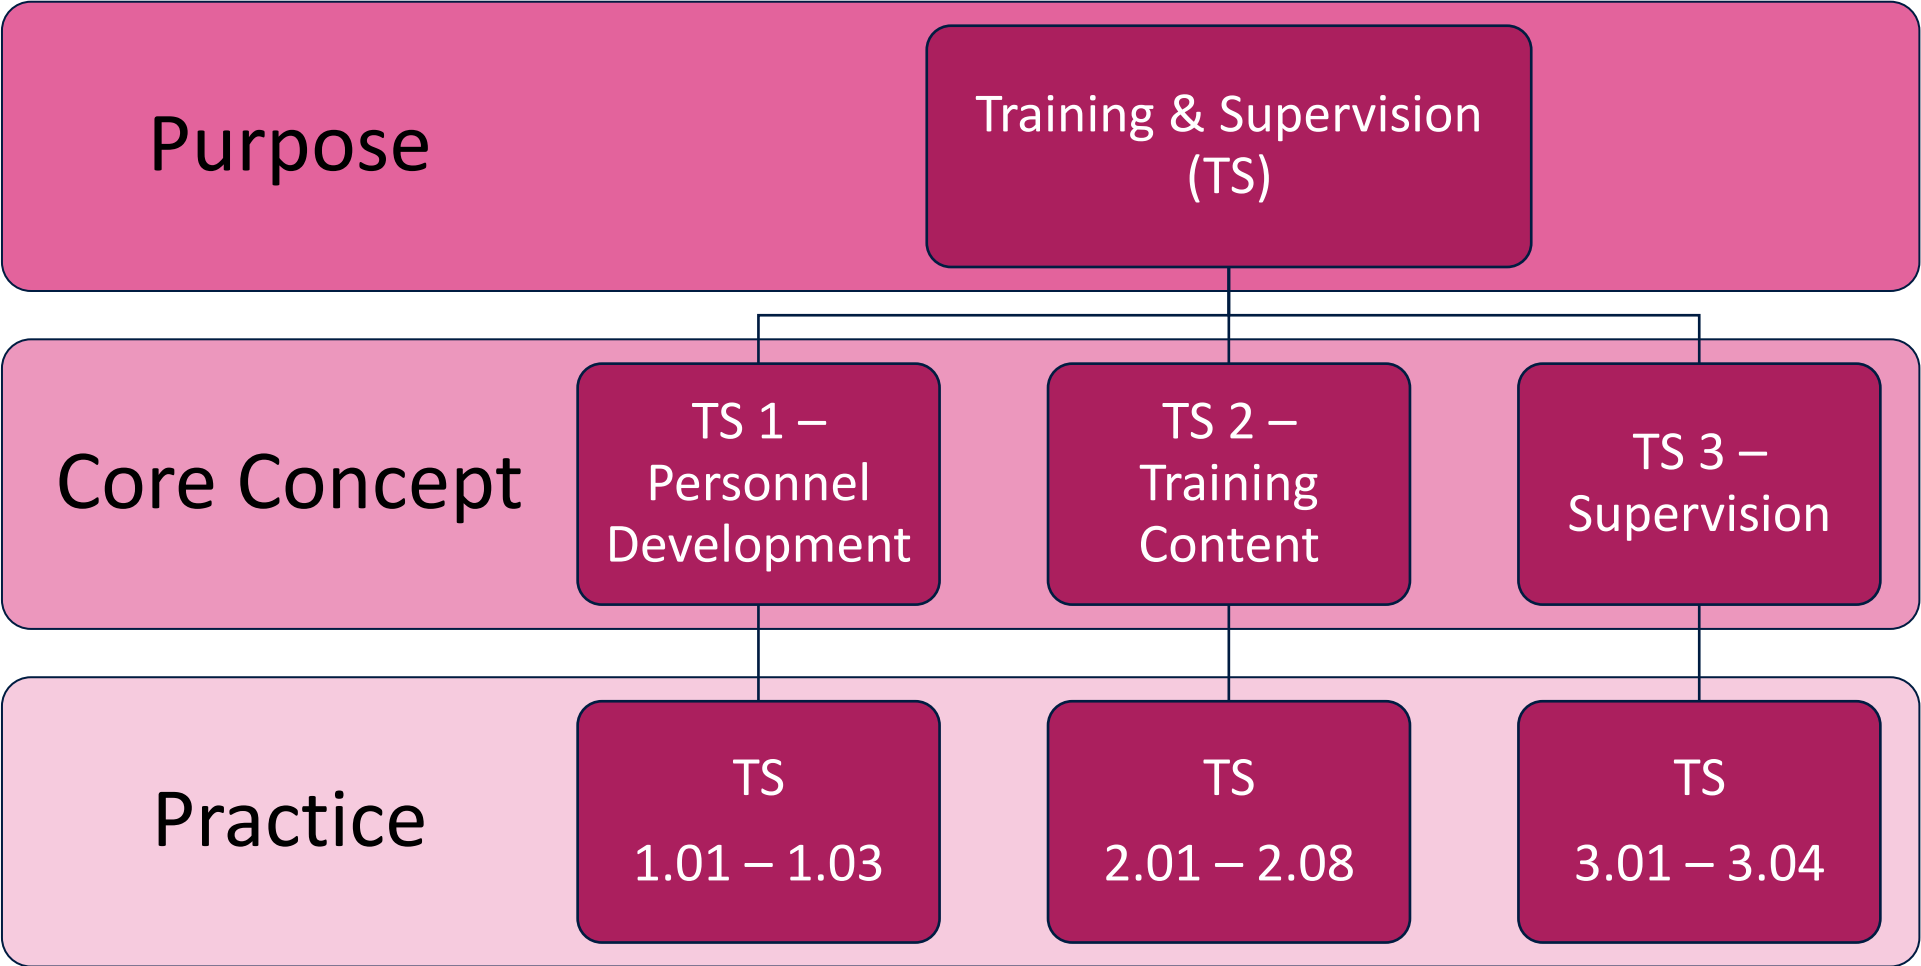 Purpose
Training & Supervision
(TS)
Core Concept
TS 1 –
Personnel
Development
TS 2 –
Training
Content
TS 3 –
Supervision
Practice
TS
1.01 – 1.03
TS
2.01 – 2.08
TS
3.01 – 3.04